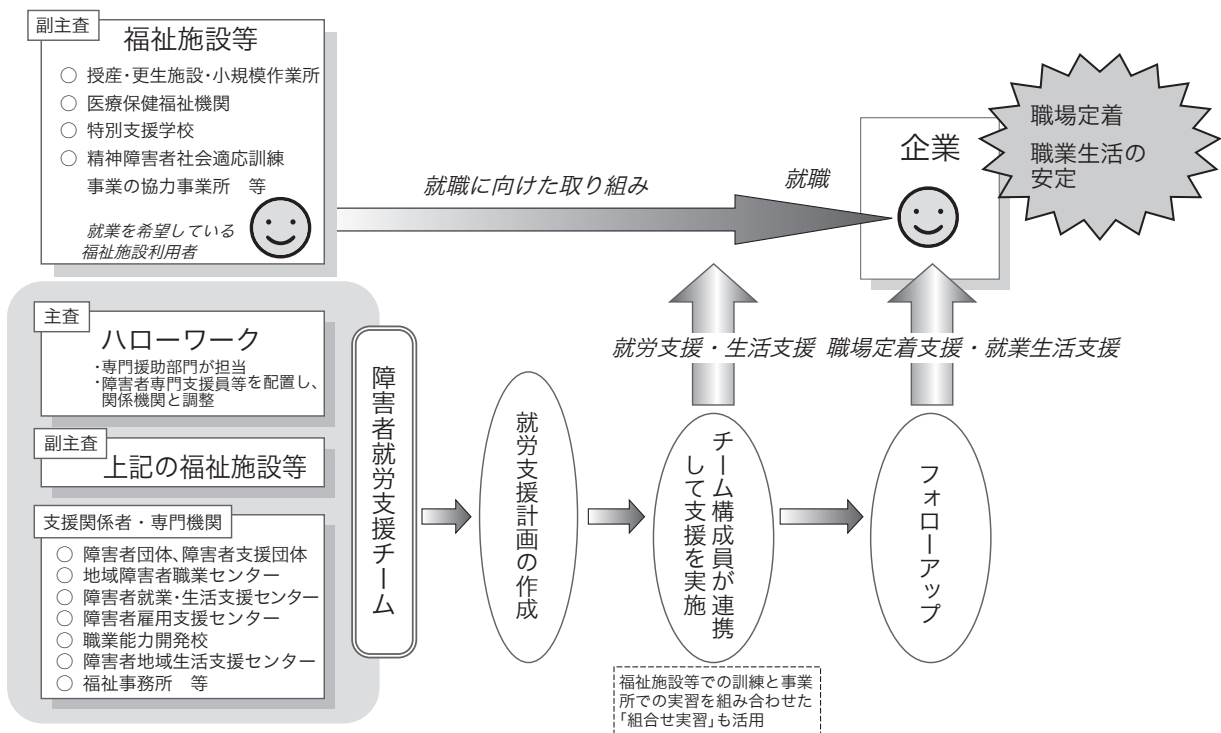 副主査
福祉施設等
○ 授産・更生施設・小規模作業所
○ 医療保健福祉機関
○ 特別支援学校
○ 精神障害者社会適応訓練
事業の協力事業所　等
就業を希望している
福祉施設利用者
就職に向けた取り組み
就職
企業
職場定着
職業生活の
安定
主査
ハローワーク
・専門援助部門が担当
・障害者専門支援員等を配置し、
関係機関と調整
副主査
上記の福祉施設等
支援関係者・専門機関
○ 障害者団体、障害者支援団体
○ 地域障害者職業センター
○ 障害者就業・生活支援センター
○ 障害者雇用支援センター
○ 職業能力開発校
○ 障害者地域生活支援センター
○ 福祉事務所　等
障害者就労支援チーム
就労支援計画の作成
就労支援・生活支援
チーム構成員が連携
して支援を実施
福祉施設等での訓練と事業
所での実習を組み合わせた
「組合せ実習」も活用
職場定着支援・就業生活支援
フォローアップ